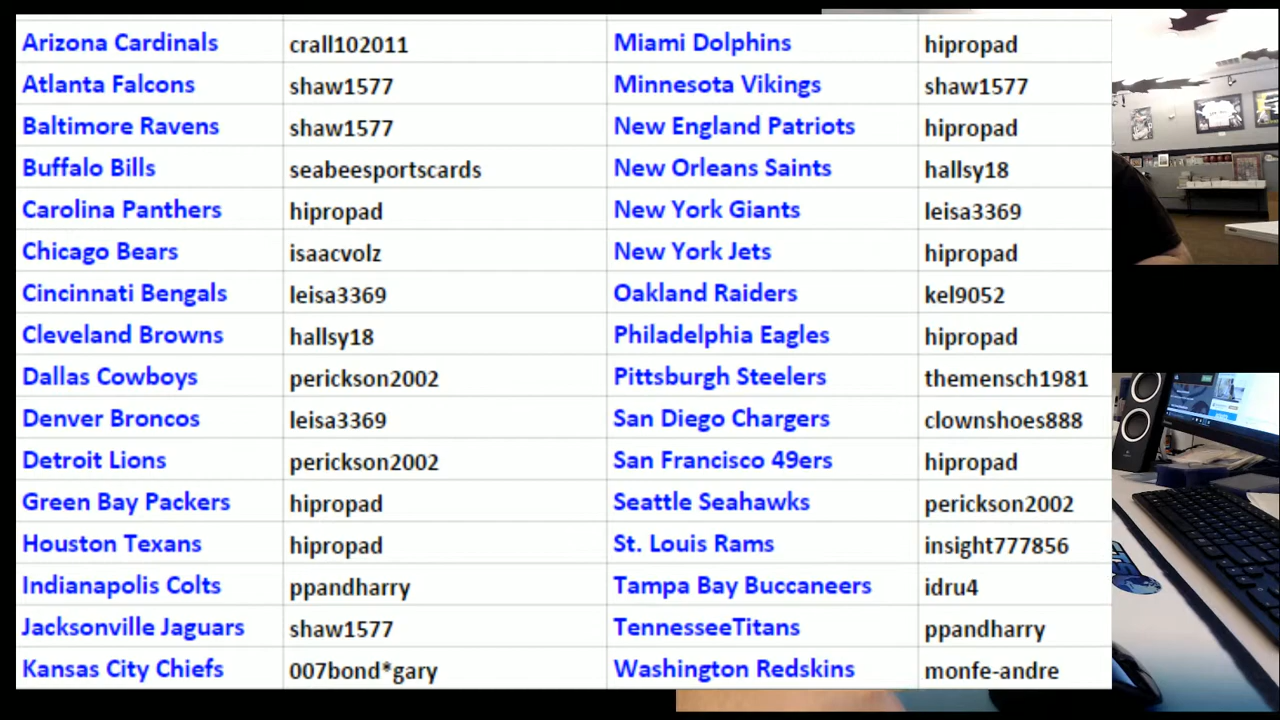 Arizona Cardinals crall102011 Miami Dolphins hipropad
Atlanta Falcons shaw1577 Minnesota Vikings shaw1577
Baltimore Ravens shaw1577 New England Patriots hipropad
Buffalo Bills seabeesportscards New Orleans Saints hallsy18
Carolina Panthers hipropad New York Giants leisa3369
Chicago Bears isaacvolz New York Jets hipropad
Cincinnati Bengals leisa3369 Oakland Raiders kel9052
Cleveland Browns hallsy18 Philadelphia Eagles hipropad
Dallas Cowboys perickson2002 Pittsburgh Steelers themensch1981
Denver Broncos leisa3369 San Diego Chargers clownshoes888
Detroit Lions perickson2002 San Francisco 49ers hipropad
Green Bay Packers hipropad Seattle Seahawks perickson2002
Houston Texans hipropad St. Louis Rams insight777856
Indianapolis Colts ppandharry Tampa Bay Buccaneers idru4
Jacksonville Jaguars shaw1577 TennesseeTitans ppandharry
Kansas City Chiefs 007bond*gary Washington Redskins monfe-andre